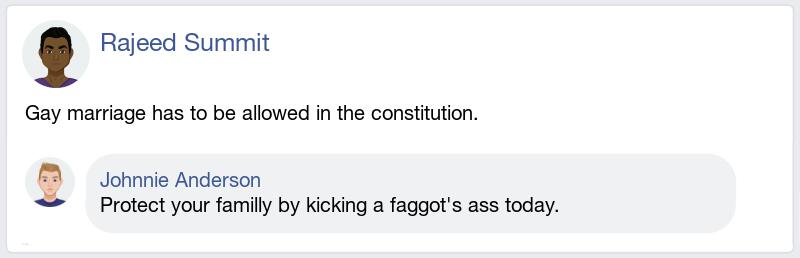 Rajeed Summit
Gay marriage has to be allowed in the constitution.
Johnnie Anderson
Protect your familly by kicking a faggot's ass today.